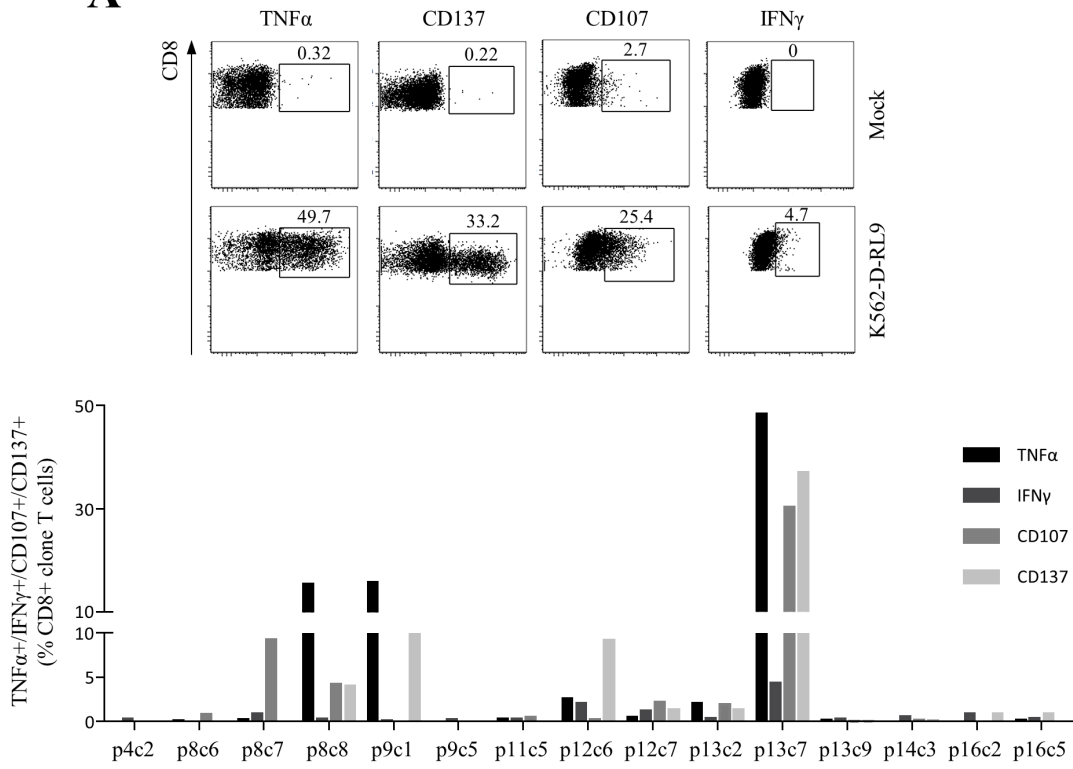 A
TNFα CD137 CD107 IFNγ
CD8
0.32 0.22 2.7 0
Mock
49.7 33.2 25.4 4.7
K562-D-RL9
TNFα+/IFNγ+/CD107+/CD137+
(% CD8+ clone T cells)
50
30
10
10
5
0
TNFα
IFNγ
CD107
CD137
p4c2 p8c6 p8c7 p8c8 p9c1 p9c5 p11c5 p12c6 p12c7 p13c2 p13c7 p13c9 p14c3 p16c2 p16c5